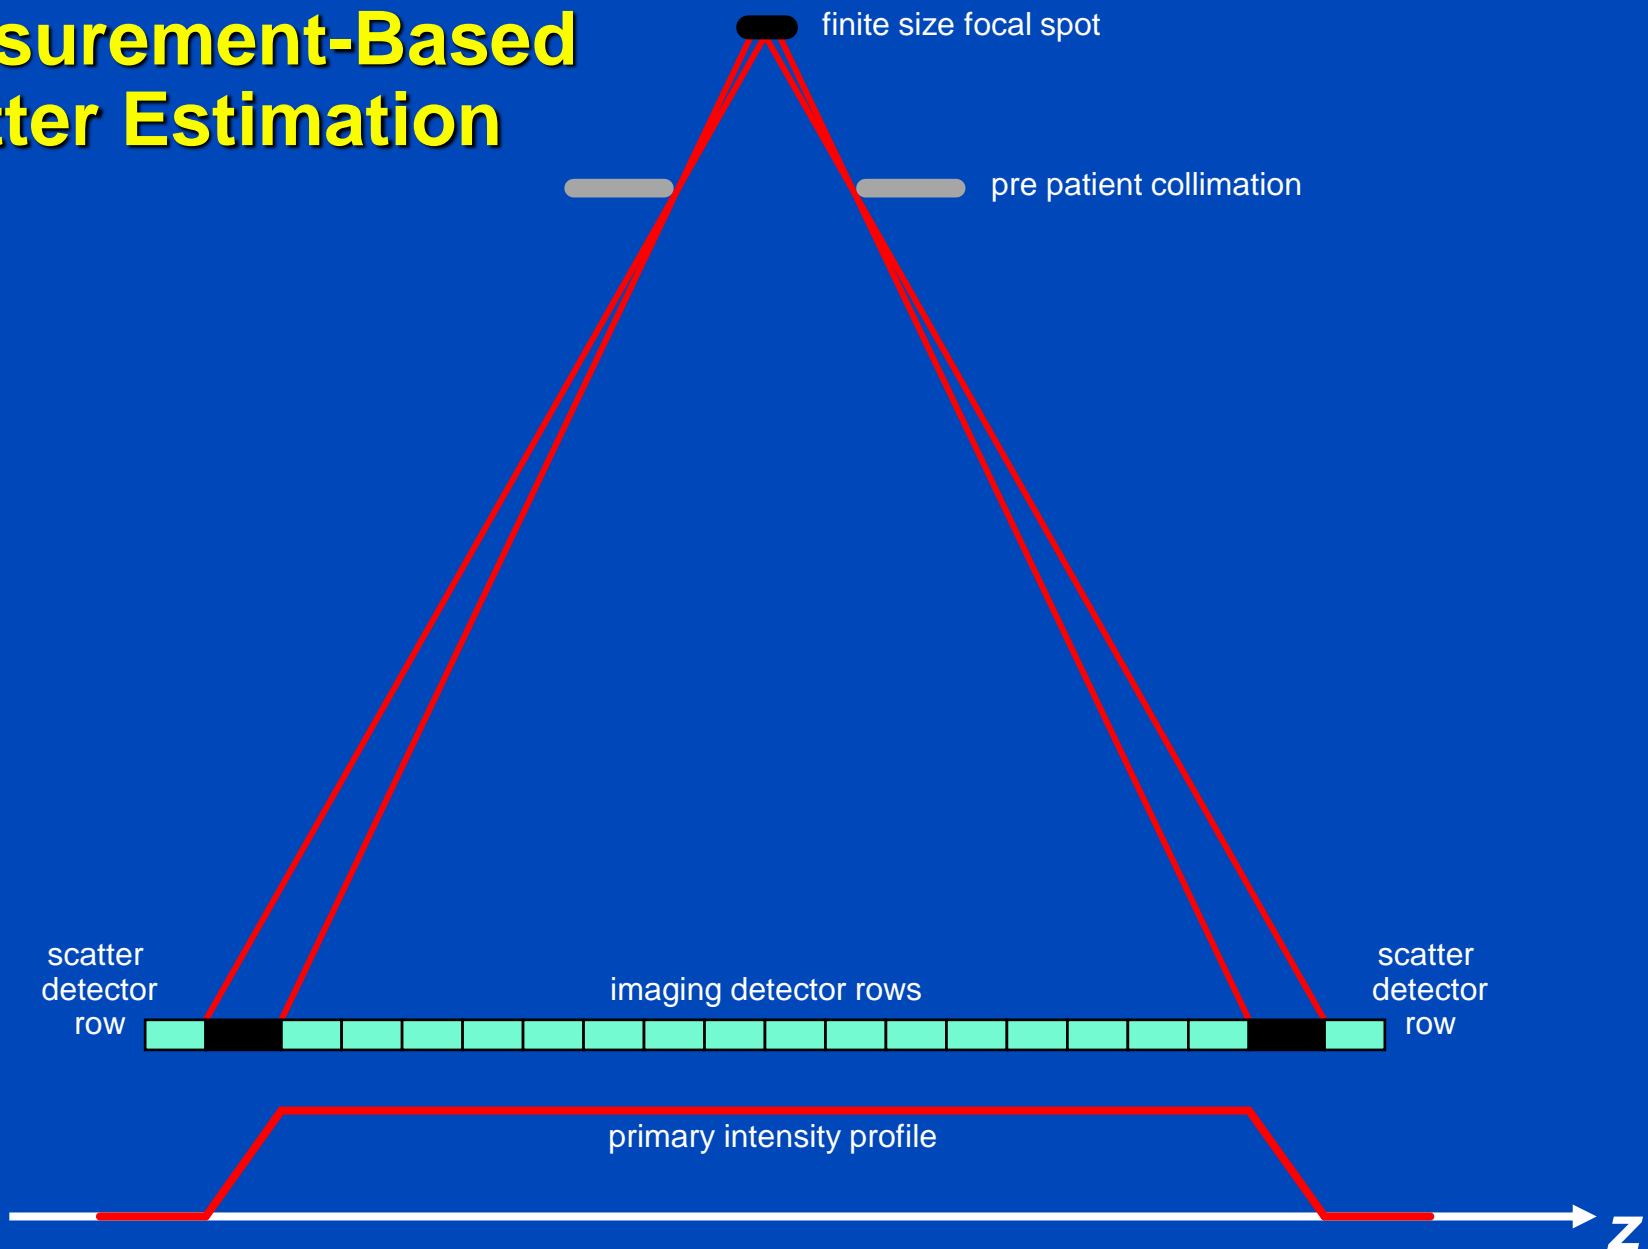 surement-Based
tter Estimation
finite size focal spot
pre patient collimation
scatter
detector
row
imaging detector rows
scatter
detector
row
primary intensity profile
z